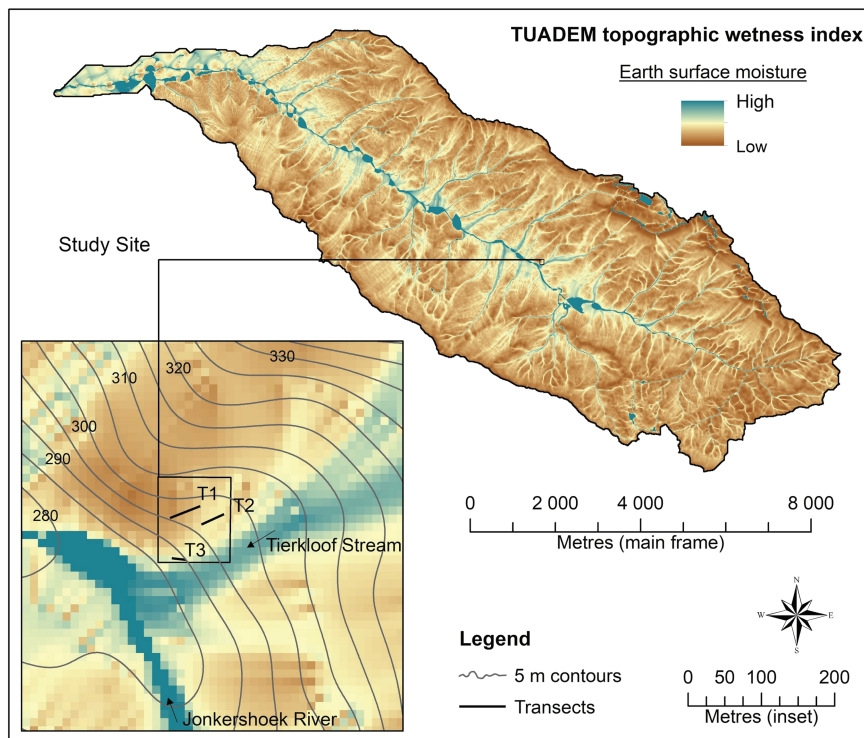 TUADEM topographic wetness index
Earth surface moisture
High
Low
Study Site
330
320
310
300
290
280
T1
T2
T3
Tierkloof Stream
Jonkershoek River
0 2 000 4 000 8 000
Metres (main frame)
N
W E
S
Legend
5 m contours
Transects
0 50 100 200
Metres (inset)